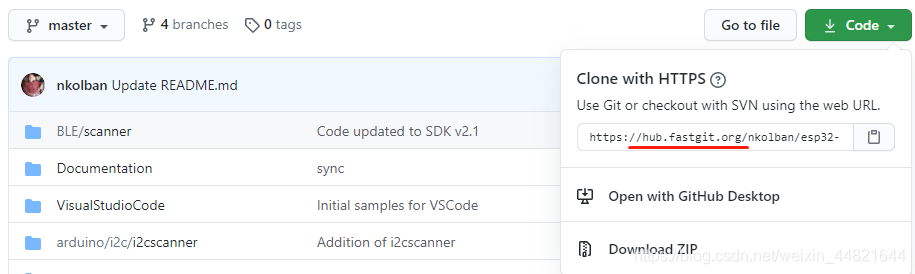 master 4 branches 0 tags Go to file Code
Clone with HTTPS ?
Use Git or checkout with SVN using the web URL.
https://hub.fastgit.org/nkolban/esp32-
Open with GitHub Desktop
Download ZIP
nkolban Update README.md
BLE/scanner Code updated to SDK v2.1
Documentation sync
VisualStudioCode Initial samples for VSCode
arduino/i2c/i2cscanner Addition of i2cscanner
https://blog.csdn.net/weixin_44821644